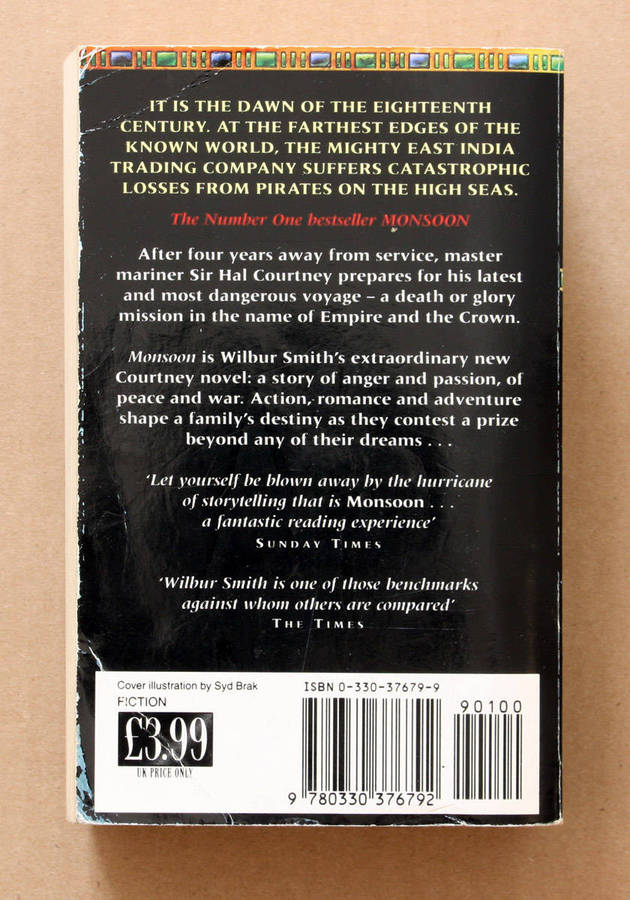 IT IS THE DAWN OF THE EIGHTEENTH
CENTURY. AT THE FARTHEST EDGES OF THE
KNOWN WORLD, THE MIGHTY EAST INDIA
TRADING COMPANY SUFFERS CATASTROPHIC
LOSSES FROM PIRATES ON THE HIGH SEAS.
The Number One bestseller MONSOON
After four years away from service, master
mariner Sir Hal Courtney prepares for his latest
and most dangerous voyage – a death or glory
mission in the name of Empire and the Crown.
Monsoon is Wilbur Smith's extraordinary new
Courtney novel: a story of anger and passion, of
peace and war. Action, romance and adventure
shape a family's destiny as they contest a prize
beyond any of their dreams . . .
'Let yourself be blown away by the hurricane
of storytelling that is Monsoon . . .
a fantastic reading experience'
SUNDAY TIMES
'Wilbur Smith is one of those benchmarks
against whom others are compared'
THE TIMES
Cover illustration by Syd Brak
FICTION
£3.99
UK PRICE ONLY
ISBN 0-330-37679-9
90100
9 780330 376792